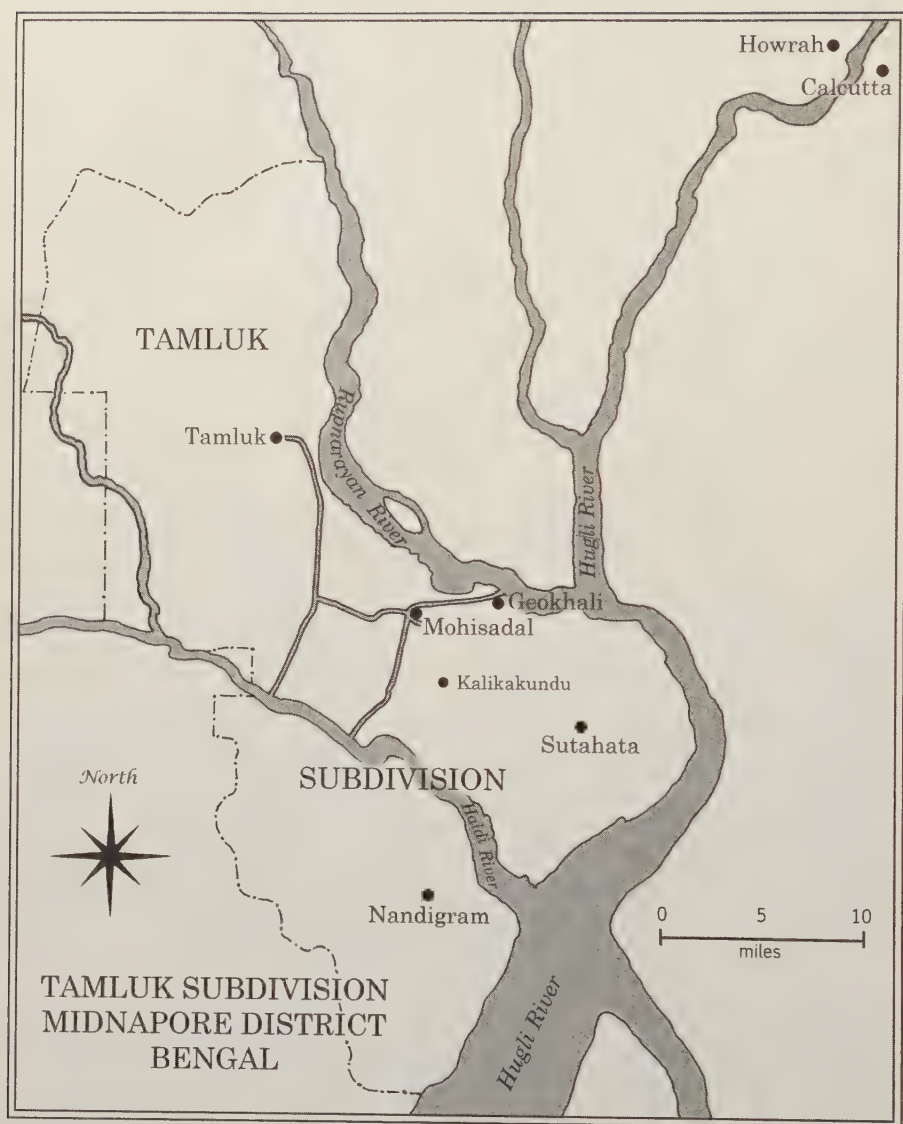 Howrah
Calcutta
TAMLUK
Tamluk
Rupnarayan River
Hugli River
Geokhali
Mohisadal
Kalikakundu
Sutahata
SUBDIVISION
North
Haldi River
Nandigram
0 5 10
miles
TAMLUK SUBDIVISION
MIDNAPORE DISTRICT
BENGAL
Hugli River